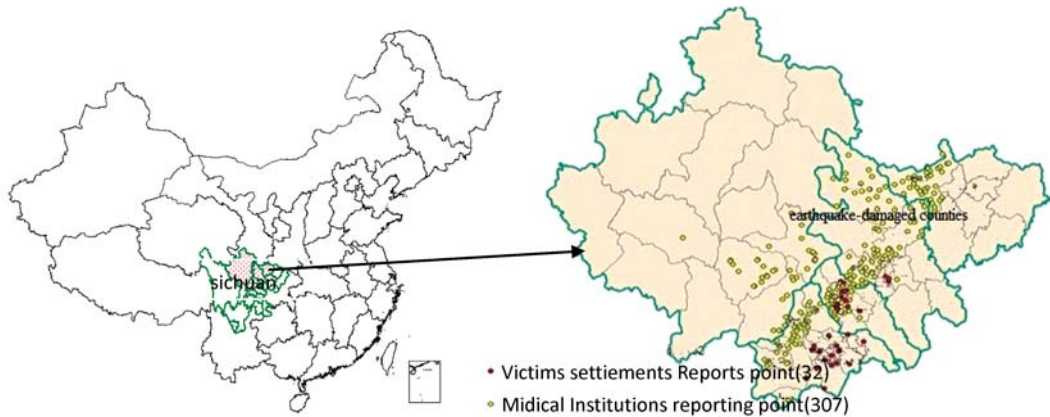 sichuan
earthquake-damaged counties
Victims settiements Reports point(32)
Midical Institutions reporting point(307)